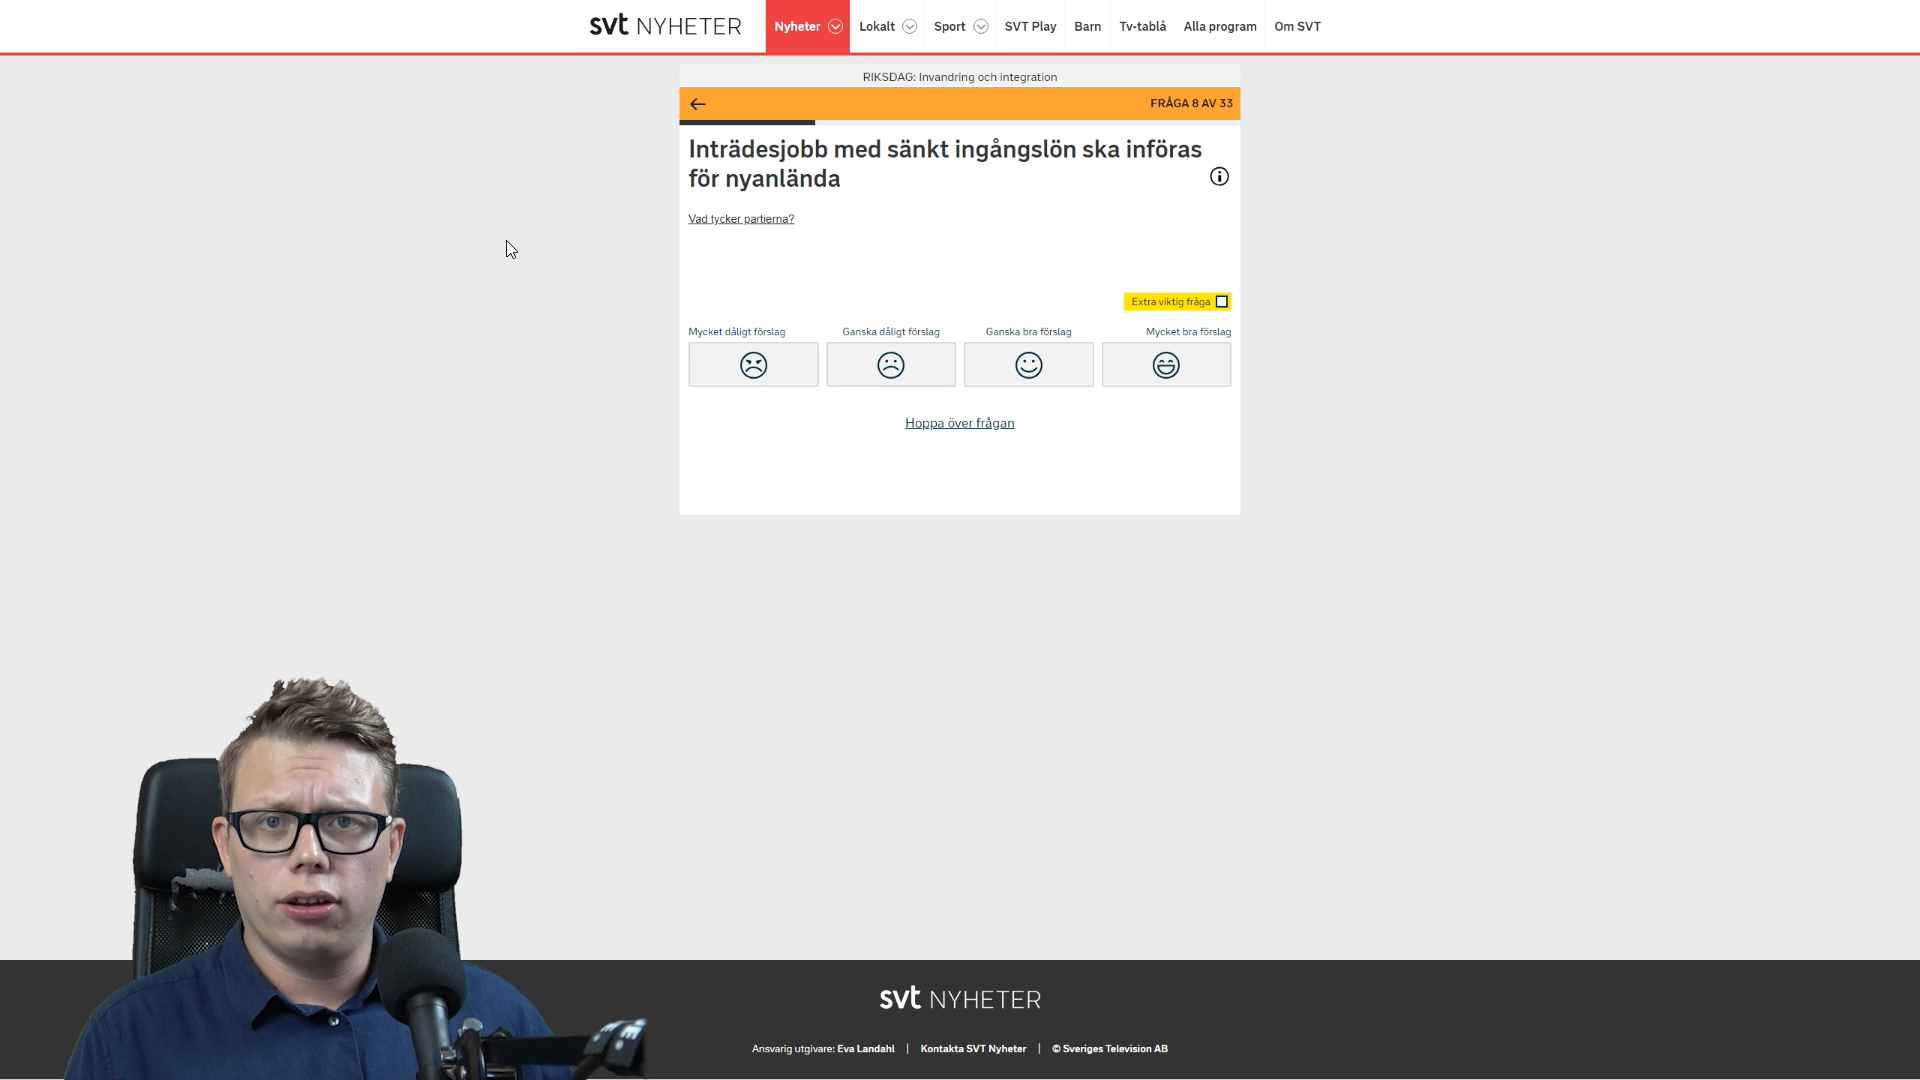 svt NYHETER
Nyheter Lokalt Sport SVT Play Barn Tv-tablå Alla program Om SVT
RIKSDAG: Invandring och integration
FRÅGA 8 AV 33
Inträdesjobb med sänkt ingångslön ska införas
för nyanlända
Vad tycker partierna?
Extra viktig fråga
Mycket dåligt förslag Ganska dåligt förslag Ganska bra förslag Mycket bra förslag
Hoppa över frågan
svt NYHETER
Ansvarig utgivare: Eva Landahl | Kontakta SVT Nyheter | © Sveriges Television AB